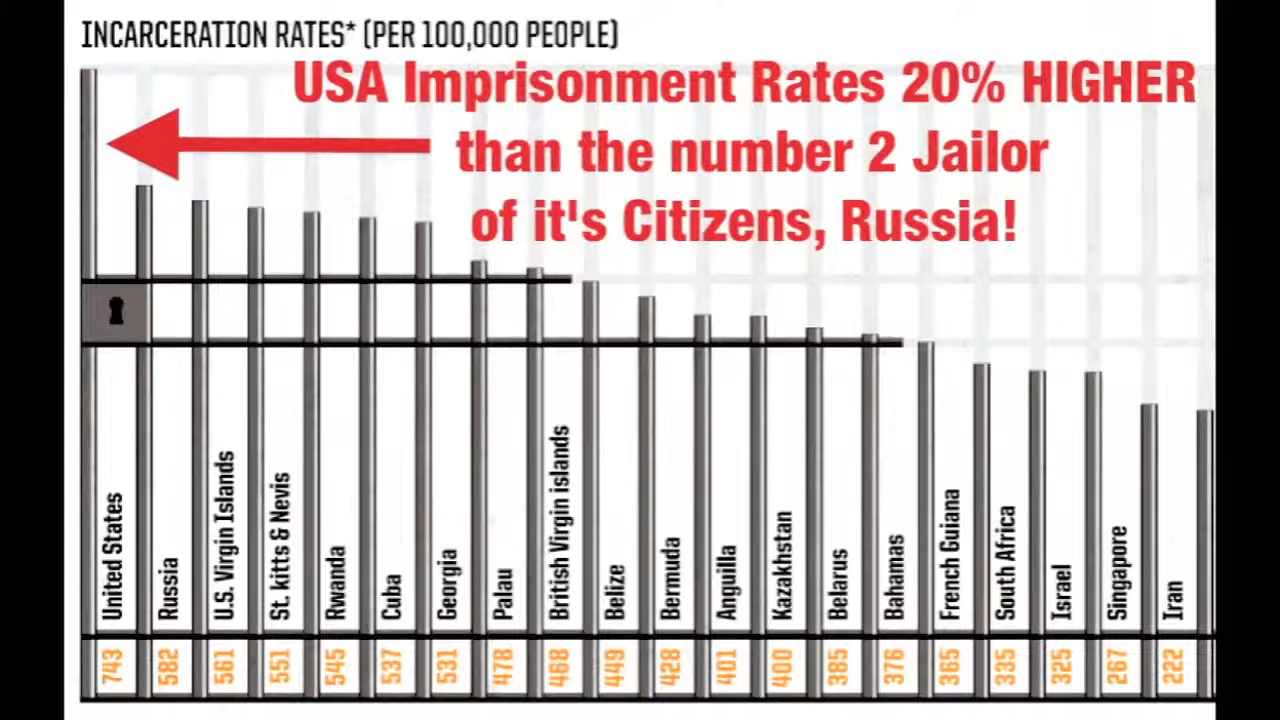 INCARCERATION RATES* (PER 100,000 PEOPLE)
USA Imprisonment Rates 20% HIGHER
than the number 2 Jailor
of it's Citizens, Russia!
United States
Russia
U.S. Virgin Islands
St. kitts & Nevis
Rwanda
Cuba
Georgia
Palau
British Virgin islands
Belize
Bermuda
Anguilla
Kazakhstan
Belarus
Bahamas
French Guiana
South Africa
Israel
Singapore
Iran
743
582
561
551
545
537
531
478
468
449
428
401
400
385
376
365
335
325
267
222